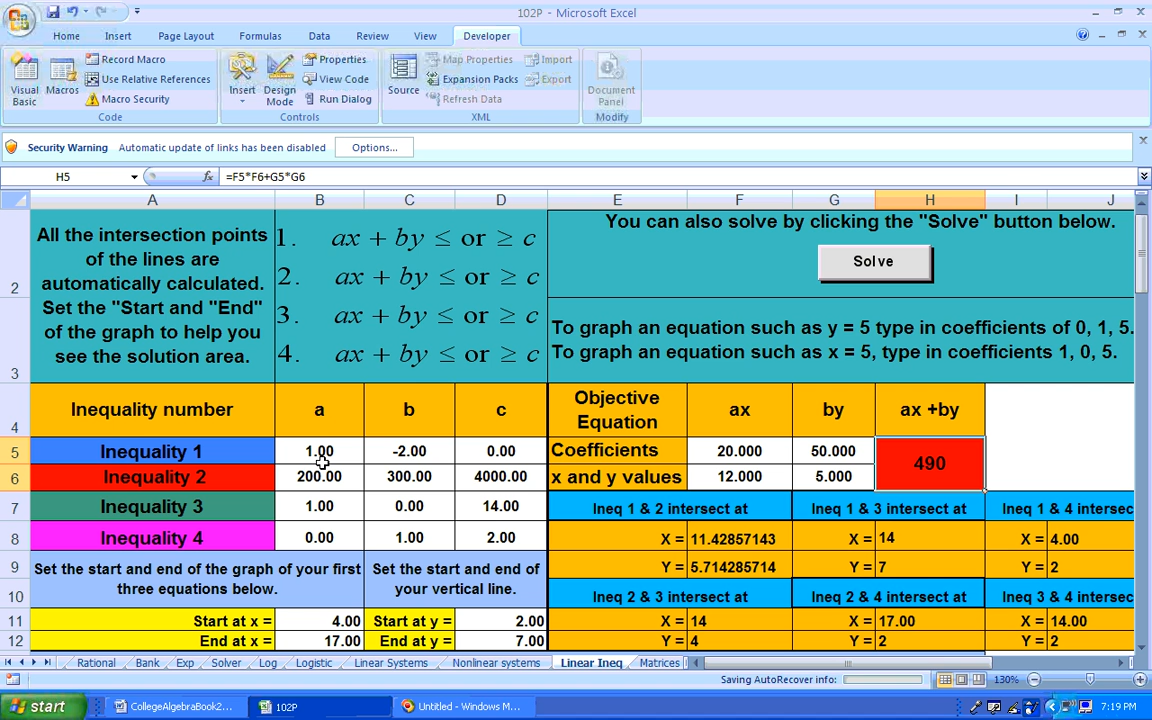 102P - Microsoft Excel
Home Insert Page Layout Formulas Data Review View Developer
Visual Basic
Macros
Record Macro
Use Relative References
Macro Security
Code
Insert
Design Mode
Properties
View Code
Run Dialog
Controls
Source
Map Properties
Expansion Packs
Refresh Data
Import
Export
XML
Document Panel
Modify
Security Warning Automatic update of links has been disabled Options...
H5 fx =F5*F6+G5*G6
A B C D E F G H I J
2
All the intersection points
of the lines are
automatically calculated.
Set the "Start and "End"
of the graph to help you
see the solution area.
1. ax + by ≤ or ≥ c
2. ax + by ≤ or ≥ c
3. ax + by ≤ or ≥ c
4. ax + by ≤ or ≥ c
You can also solve by clicking the "Solve" button below.
Solve
3
To graph an equation such as y = 5 type in coefficients of 0, 1, 5.
To graph an equation such as x = 5, type in coefficients 1, 0, 5.
4 Inequality number a b c Objective Equation ax by ax +by
5 Inequality 1 1.00 -2.00 0.00 Coefficients 20.000 50.000 490
6 Inequality 2 200.00 300.00 4000.00 x and y values 12.000 5.000
7 Inequality 3 1.00 0.00 14.00 Ineq 1 & 2 intersect at Ineq 1 & 3 intersect at Ineq 1 & 4 intersec
8 Inequality 4 0.00 1.00 2.00 X = 11.42857143 X = 14 X = 4.00
9 Y = 5.714285714 Y = 7 Y = 2
Set the start and end of the graph of your first
three equations below.
Set the start and end of
your vertical line.
10 Ineq 2 & 3 intersect at Ineq 2 & 4 intersect at Ineq 3 & 4 intersec
11 Start at x = 4.00 Start at y = 2.00 X = 14 X = 17.00 X = 14.00
12 End at x = 17.00 End at y = 7.00 Y = 4 Y = 2 Y = 2
Rational Bank Exp Solver Log Logistic Linear Systems Nonlinear systems Linear Ineq Matrices
Saving AutoRecover info: 130%
start CollegeAlgebraBook2... 102P Untitled - Windows M... 7:19 PM